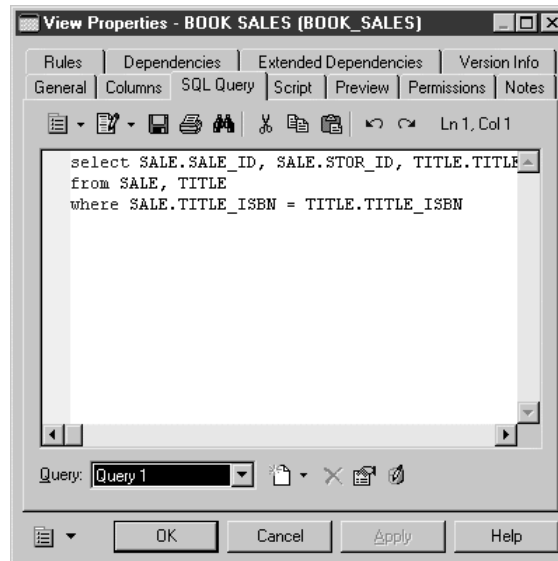 View Properties - BOOK SALES (BOOK_SALES)
Rules Dependencies Extended Dependencies Version Info
General Columns SQL Query Script Preview Permissions Notes
Ln 1, Col 1
select SALE.SALE_ID, SALE.STOR_ID, TITLE.TITLE
from SALE, TITLE
where SALE.TITLE_ISBN = TITLE.TITLE_ISBN
Query: Query 1
OK Cancel Apply Help